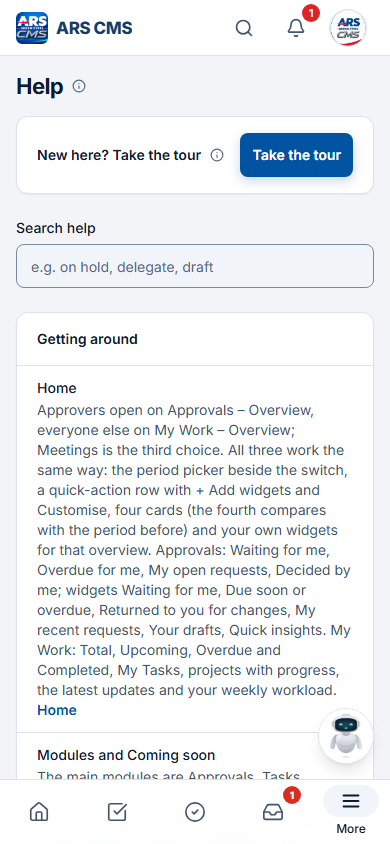 ARS CMS
1
Help
New here? Take the tour
Take the tour
Search help
e.g. on hold, delegate, draft
Getting around
Home
Approvers open on Approvals – Overview,
everyone else on My Work – Overview;
Meetings is the third choice. All three work the
same way: the period picker beside the switch,
a quick-action row with + Add widgets and
Customise, four cards (the fourth compares
with the period before) and your own widgets
for that overview. Approvals: Waiting for me,
Overdue for me, My open requests, Decided by
me; widgets Waiting for me, Due soon or
overdue, Returned to you for changes, My
recent requests, Your drafts, Quick insights. My
Work: Total, Upcoming, Overdue and
Completed, My Tasks, projects with progress,
the latest updates and your weekly workload.
Home
Modules and Coming soon
The main modules are Approvals, Tasks,
1
More